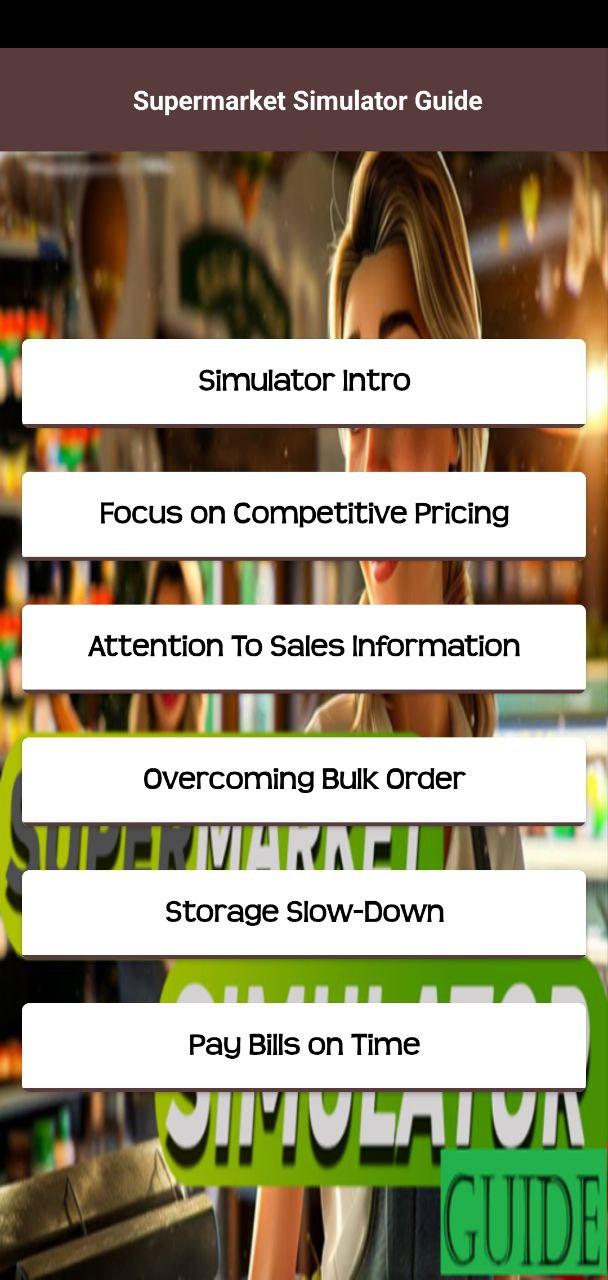 Supermarket Simulator Guide
Simulator Intro
Focus on Competitive Pricing
Attention To Sales Information
Overcoming Bulk Order
SUPERMARKET
Storage Slow-Down
SIMULATOR
Pay Bills on Time
GUIDE